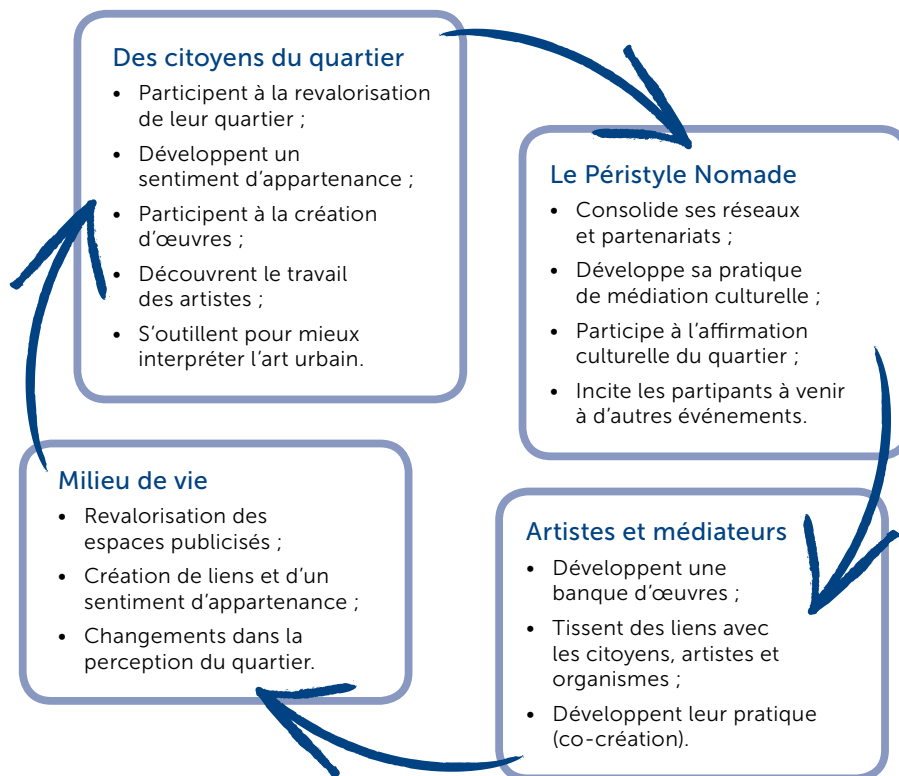 Des citoyens du quartier
• Participent à la revalorisation
de leur quartier ;
• Développent un
sentiment d'appartenance ;
• Participent à la création
d'œuvres ;
• Découvrent le travail
des artistes ;
• S'outillent pour mieux
interpréter l'art urbain.
Le Péristyle Nomade
• Consolide ses réseaux
et partenariats ;
• Développe sa pratique
de médiation culturelle ;
• Participe à l'affirmation
culturelle du quartier ;
• Incite les partipants à venir
à d'autres événements.
Artistes et médiateurs
• Développent une
banque d'œuvres ;
• Tissent des liens avec
les citoyens, artistes et
organismes ;
• Développent leur pratique
(co-création).
Milieu de vie
• Revalorisation des
espaces publicisés ;
• Création de liens et d'un
sentiment d'appartenance ;
• Changements dans la
perception du quartier.